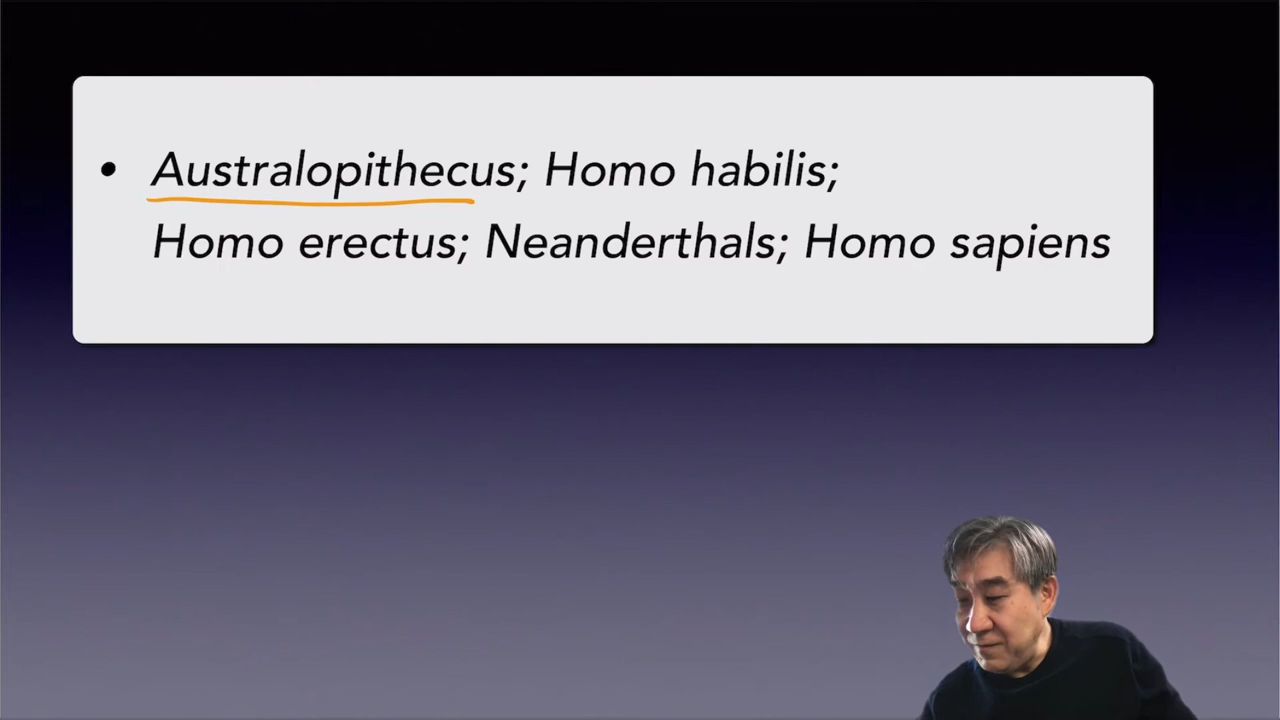 • Australopithecus; Homo habilis;
Homo erectus; Neanderthals; Homo sapiens